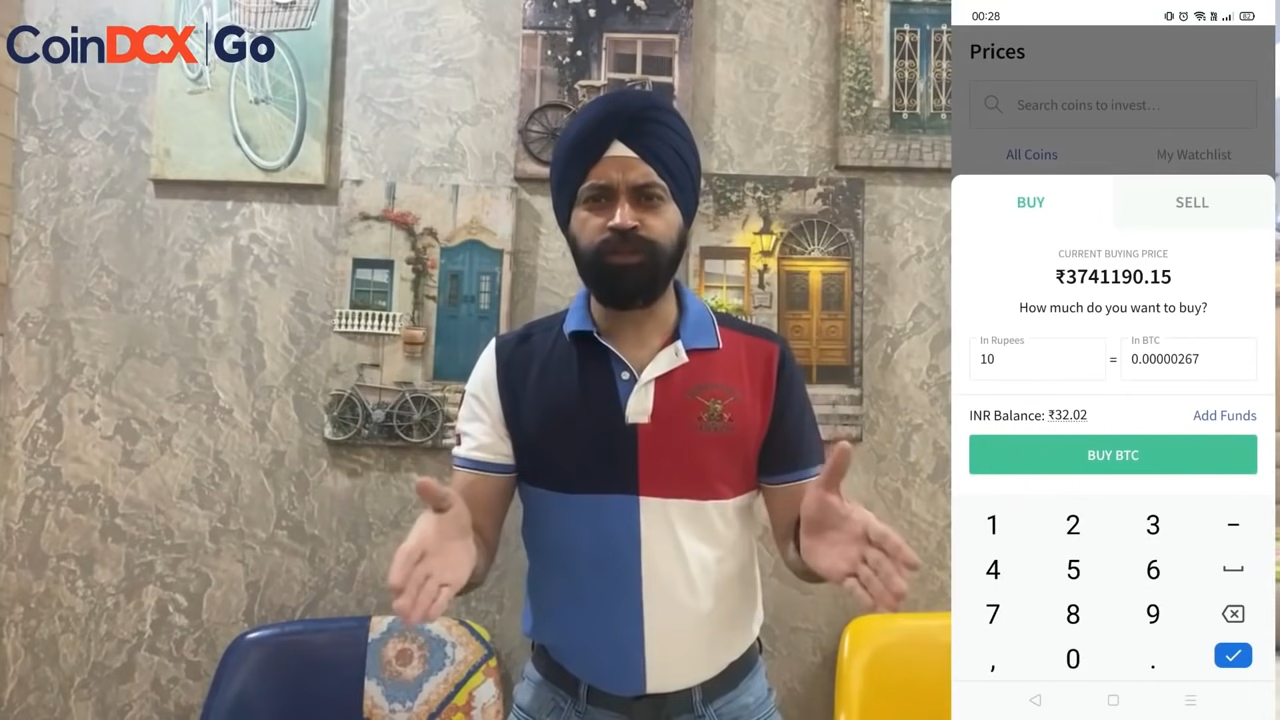 CoinDCX Go
00:28
82
Prices
Search coins to invest...
All Coins My Watchlist
BUY SELL
CURRENT BUYING PRICE
₹3741190.15
How much do you want to buy?
In Rupees In BTC
10 = 0.00000267
INR Balance: ₹32.02 Add Funds
BUY BTC
1 2 3 −
4 5 6
7 8 9
, 0 .